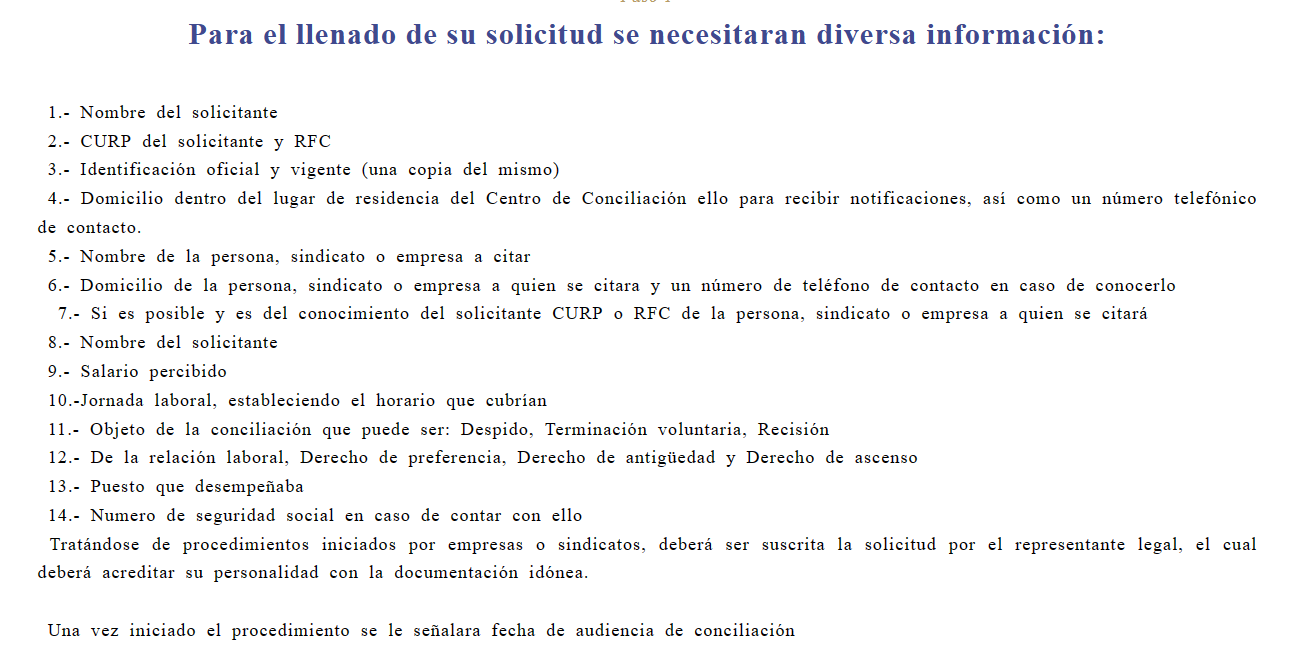 Para el llenado de su solicitud se necesitaran diversa información:
1.- Nombre del solicitante
2.- CURP del solicitante y RFC
3.- Identificación oficial y vigente (una copia del mismo)
4.- Domicilio dentro del lugar de residencia del Centro de Conciliación ello para recibir notificaciones, así como un número telefónico
de contacto.
5.- Nombre de la persona, sindicato o empresa a citar
6.- Domicilio de la persona, sindicato o empresa a quien se citara y un número de teléfono de contacto en caso de conocerlo
7.- Si es posible y es del conocimiento del solicitante CURP o RFC de la persona, sindicato o empresa a quien se citará
8.- Nombre del solicitante
9.- Salario percibido
10.-Jornada laboral, estableciendo el horario que cubrían
11.- Objeto de la conciliación que puede ser: Despido, Terminación voluntaria, Recisión
12.- De la relación laboral, Derecho de preferencia, Derecho de antigüedad y Derecho de ascenso
13.- Puesto que desempeñaba
14.- Numero de seguridad social en caso de contar con ello
Tratándose de procedimientos iniciados por empresas o sindicatos, deberá ser suscrita la solicitud por el representante legal, el cual
deberá acreditar su personalidad con la documentación idónea.
Una vez iniciado el procedimiento se le señalara fecha de audiencia de conciliación